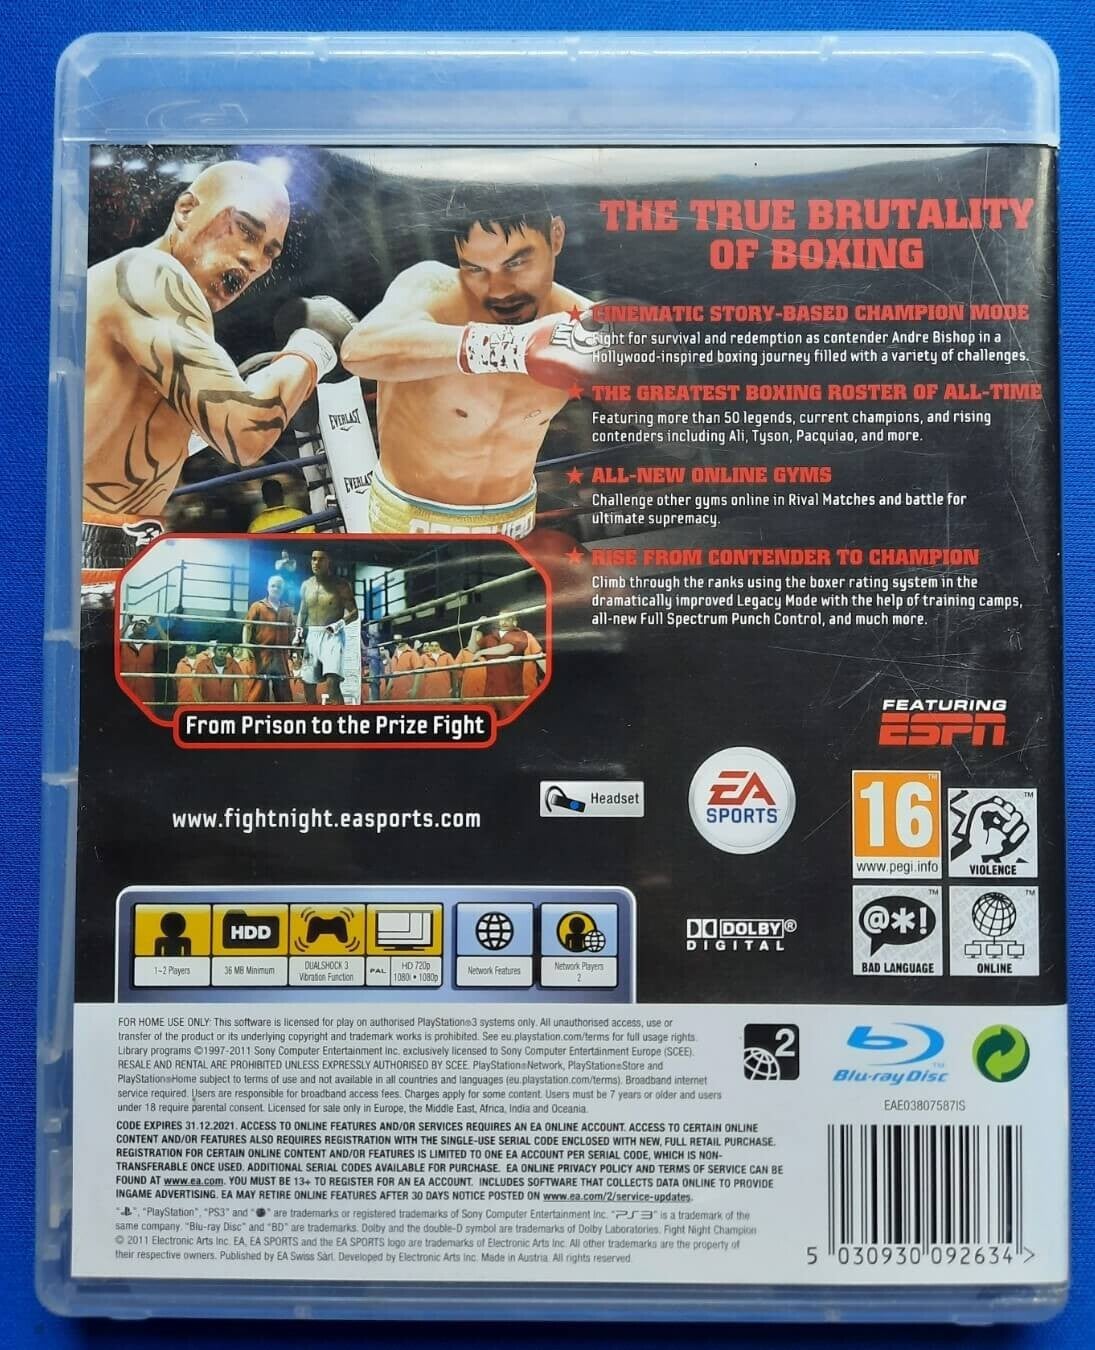 THE TRUE BRUTALITY
OF BOXING
CINEMATIC STORY-BASED CHAMPION MODE
Fight for survival and redemption as contender Andre Bishop in a
Hollywood-inspired boxing journey filled with a variety of challenges.
THE GREATEST BOXING ROSTER OF ALL-TIME
Featuring more than 50 legends, current champions, and rising
contenders including Ali, Tyson, Pacquiao, and more.
ALL-NEW ONLINE GYMS
Challenge other gyms online in Rival Matches and battle for
ultimate supremacy.
RISE FROM CONTENDER TO CHAMPION
Climb through the ranks using the boxer rating system in the
dramatically improved Legacy Mode with the help of training camps,
all-new Full Spectrum Punch Control, and much more.
EVERLAST
EVERLAST
From Prison to the Prize Fight
FEATURING
ESPN
www.fightnight.easports.com
Headset
EA
SPORTS™
16
www.pegi.info
VIOLENCE
@*!
BAD LANGUAGE
ONLINE
DOLBY®
DIGITAL
HDD
1-2 Players
36 MB Minimum
DUALSHOCK 3
Vibration Function
PAL
HD 720p
1080i • 1080p
Network Features
Network Players
2
FOR HOME USE ONLY: This software is licensed for play on authorised PlayStation®3 systems only. All unauthorised access, use or
transfer of the product or its underlying copyright and trademark works is prohibited. See eu.playstation.com/terms for full usage rights.
Library programs ©1997-2011 Sony Computer Entertainment Inc. exclusively licensed to Sony Computer Entertainment Europe (SCEE).
RESALE AND RENTAL ARE PROHIBITED UNLESS EXPRESSLY AUTHORISED BY SCEE. PlayStation®Network, PlayStation®Store and
PlayStation®Home subject to terms of use and not available in all countries and languages (eu.playstation.com/terms). Broadband internet
service required. Users are responsible for broadband access fees. Charges apply for some content. Users must be 7 years or older and users
under 18 require parental consent. Licensed for sale only in Europe, the Middle East, Africa, India and Oceania.
CODE EXPIRES 31.12.2021. ACCESS TO ONLINE FEATURES AND/OR SERVICES REQUIRES AN EA ONLINE ACCOUNT. ACCESS TO CERTAIN ONLINE
CONTENT AND/OR FEATURES ALSO REQUIRES REGISTRATION WITH THE SINGLE-USE SERIAL CODE ENCLOSED WITH NEW, FULL RETAIL PURCHASE.
REGISTRATION FOR CERTAIN ONLINE CONTENT AND/OR FEATURES IS LIMITED TO ONE EA ACCOUNT PER SERIAL CODE, WHICH IS NON-
TRANSFERABLE ONCE USED. ADDITIONAL SERIAL CODES AVAILABLE FOR PURCHASE. EA ONLINE PRIVACY POLICY AND TERMS OF SERVICE CAN BE
FOUND AT www.ea.com. YOU MUST BE 13+ TO REGISTER FOR AN EA ACCOUNT. INCLUDES SOFTWARE THAT COLLECTS DATA ONLINE TO PROVIDE
INGAME ADVERTISING. EA MAY RETIRE ONLINE FEATURES AFTER 30 DAYS NOTICE POSTED ON www.ea.com/2/service-updates.
"PlayStation", "PS3" and are trademarks or registered trademarks of Sony Computer Entertainment Inc. "PS3" is a trademark of the
same company. "Blu-ray Disc" and "BD" are trademarks. Dolby and the double-D symbol are trademarks of Dolby Laboratories. Fight Night Champion
© 2011 Electronic Arts Inc. EA, EA SPORTS and the EA SPORTS logo are trademarks of Electronic Arts Inc. All other trademarks are the property of
their respective owners. Published by EA Swiss Sàrl. Developed by Electronic Arts Inc. Made in Austria. All rights reserved.
2
Blu-ray Disc™
EAE03807587IS
5 030930 092634 >